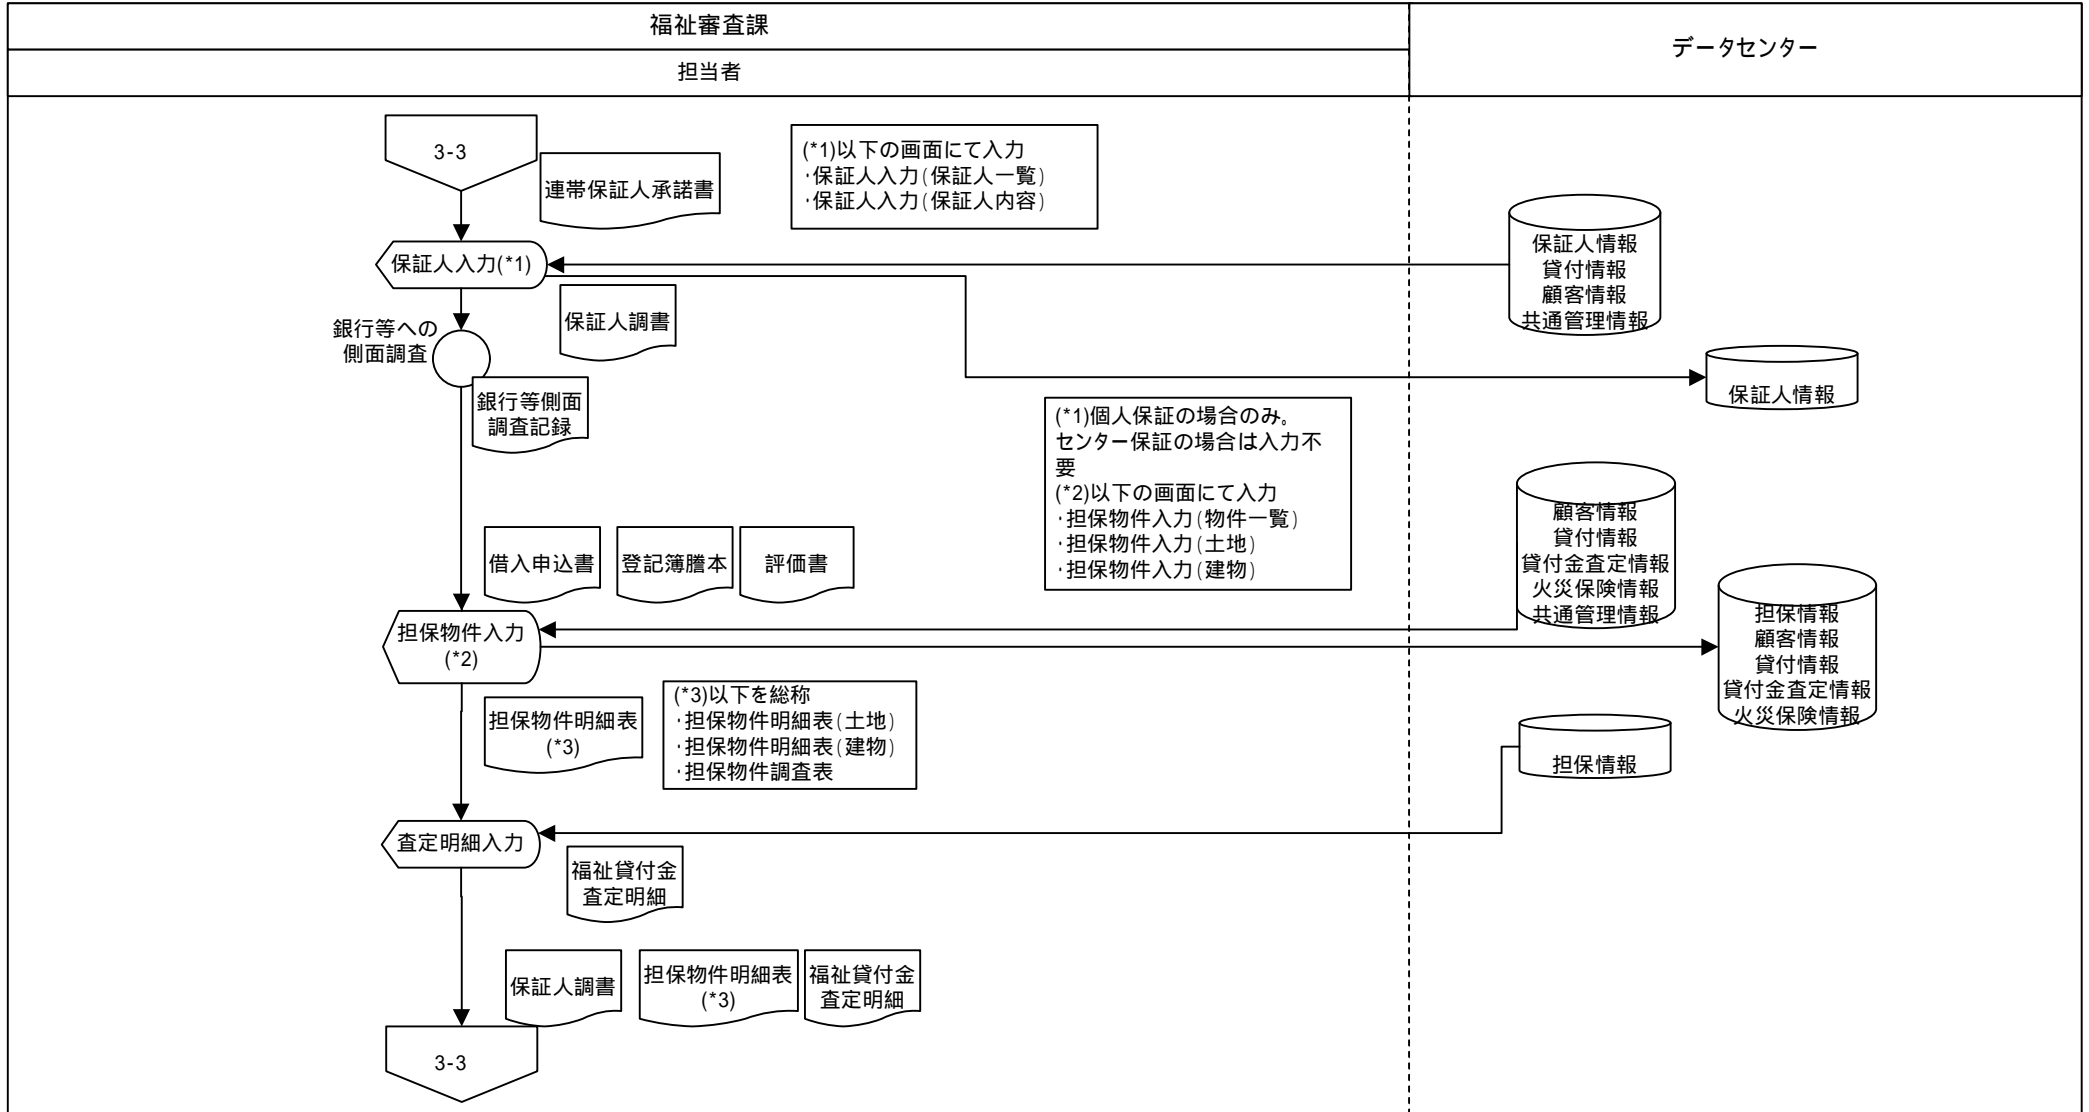 福祉審査課
担当者
データセンター
3-3
連帯保証人承諾書
(*1)以下の画面にて入力
・保証人入力(保証人一覧)
・保証人入力(保証人内容)
保証人入力(*1)
保証人情報
貸付情報
顧客情報
共通管理情報
保証人調書
銀行等への
側面調査
保証人情報
銀行等側面
調査記録
(*1)個人保証の場合のみ。
センター保証の場合は入力不
要
(*2)以下の画面にて入力
・担保物件入力(物件一覧)
・担保物件入力(土地)
・担保物件入力(建物)
顧客情報
貸付情報
貸付金査定情報
火災保険情報
共通管理情報
借入申込書
登記簿謄本
評価書
担保物件入力
(*2)
担保情報
顧客情報
貸付情報
貸付金査定情報
火災保険情報
担保物件明細表
(*3)
(*3)以下を総称
・担保物件明細表(土地)
・担保物件明細表(建物)
・担保物件調査表
担保情報
査定明細入力
福祉貸付金
査定明細
保証人調書
担保物件明細表
(*3)
福祉貸付金
査定明細
3-3